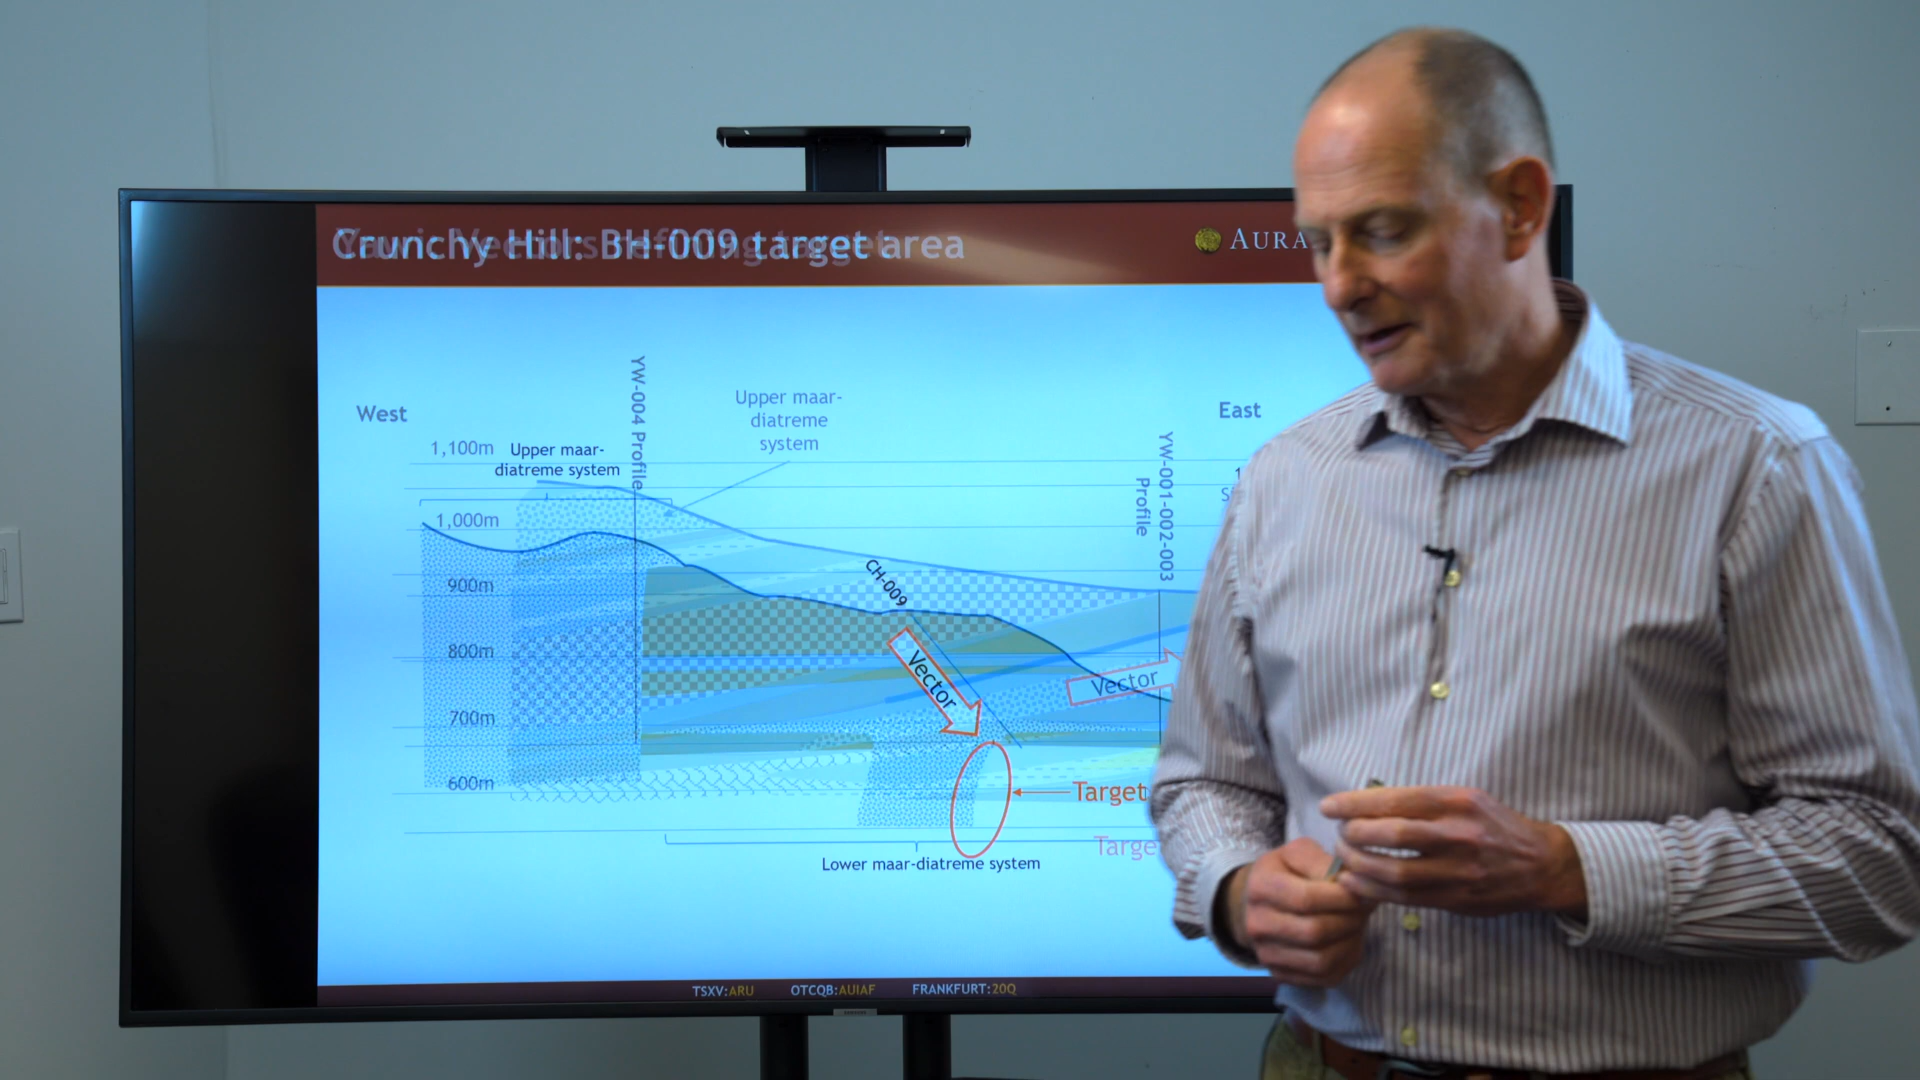 Crunchy Hill: BH-009 target area
AURA
West
East
YW-004 Profile
Upper maar-
diatreme
system
Upper maar-
diatreme system
YW-001-002-003
Profile
1,100m
1,000m
900m
800m
700m
600m
CH-009
Vector
Vector
Target
Targe
Lower maar-diatreme system
TSXV:ARU OTCQB:AUIAF FRANKFURT:20Q
SAMSUNG